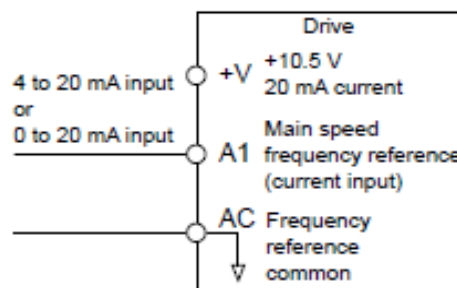 Drive
4 to 20 mA input
or
0 to 20 mA input
+V
+10.5 V
20 mA current
A1
Main speed
frequency reference
(current input)
AC
Frequency
reference
common